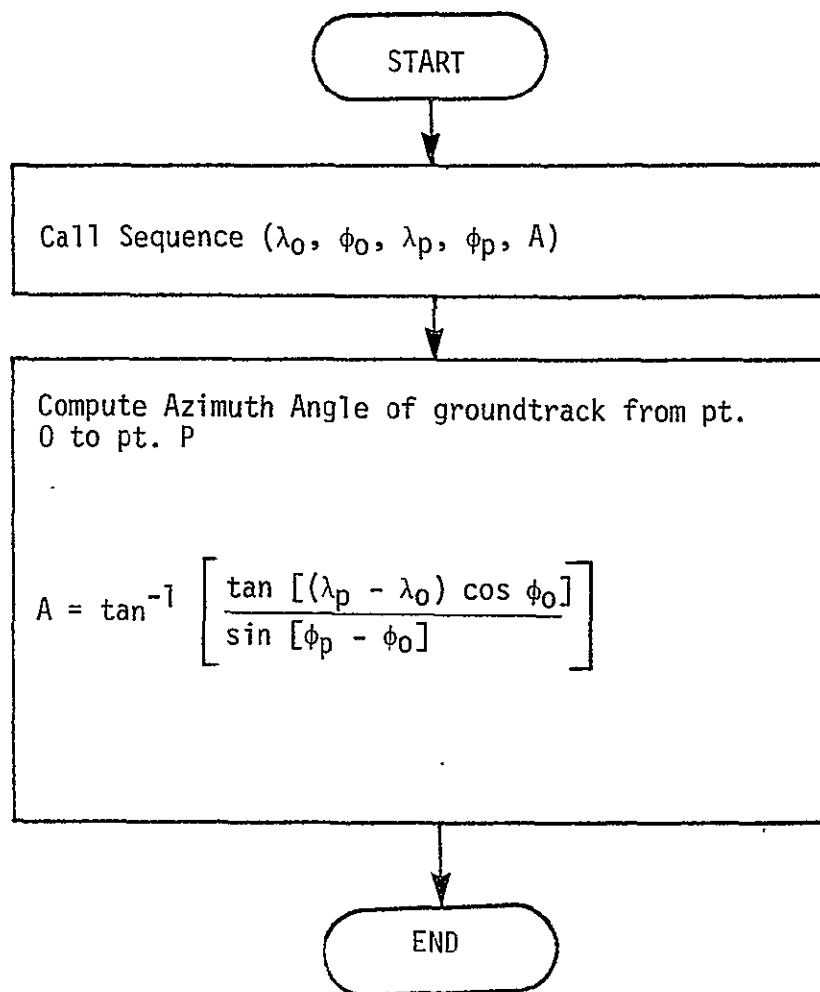 START
Call Sequence (λo, φo, λp, φp, A)
Compute Azimuth Angle of groundtrack from pt.
O to pt. P
A = tan⁻¹ [ tan [(λp - λo) cos φo] / sin [φp - φo] ]
END